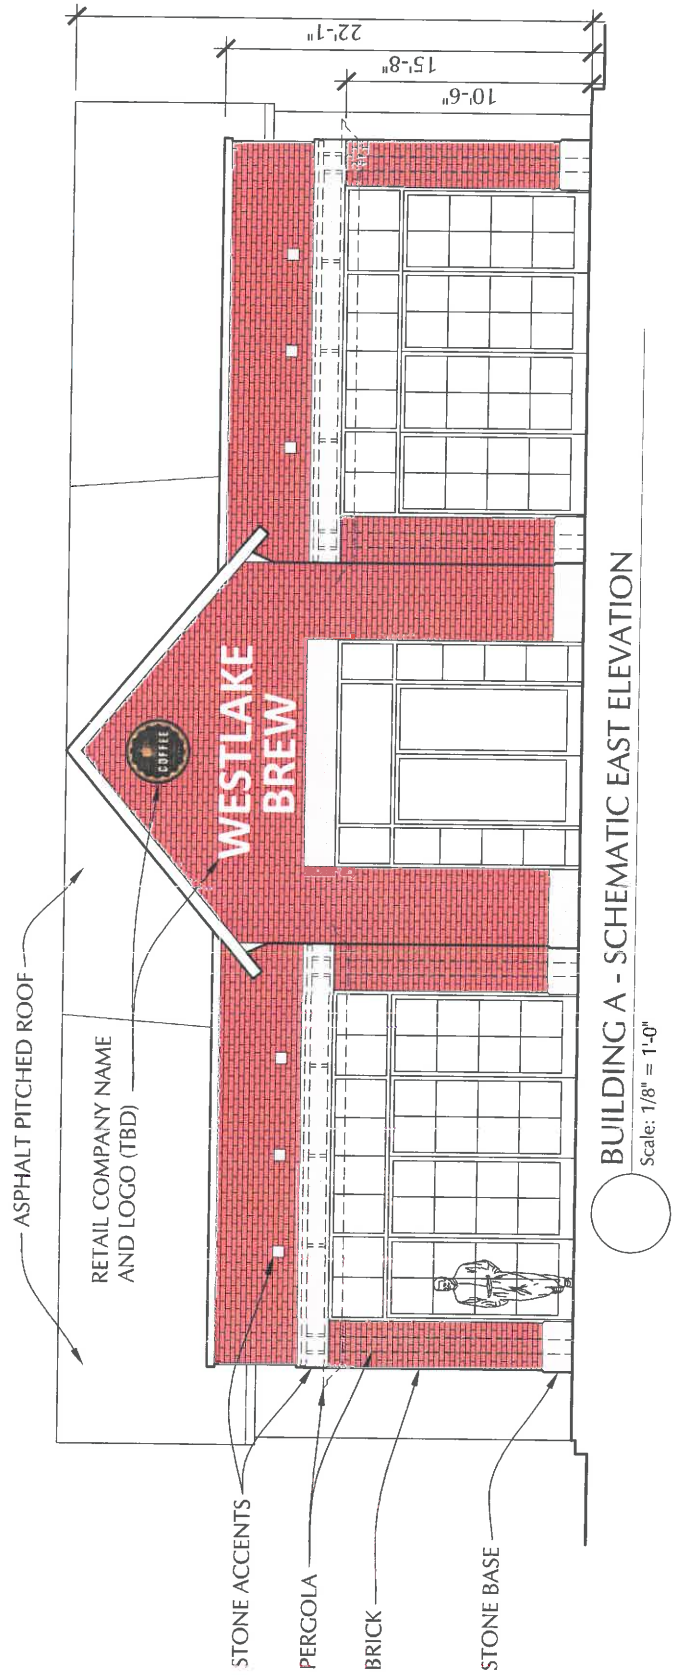 ASPHALT PITCHED ROOF
RETAIL COMPANY NAME
AND LOGO (TBD)
STONE ACCENTS
PERGOLA
BRICK
STONE BASE
COFFEE
WESTLAKE
BREW
22'-1"
15'-8"
10'-6"
BUILDING A - SCHEMATIC EAST ELEVATION
Scale: 1/8" = 1'-0"